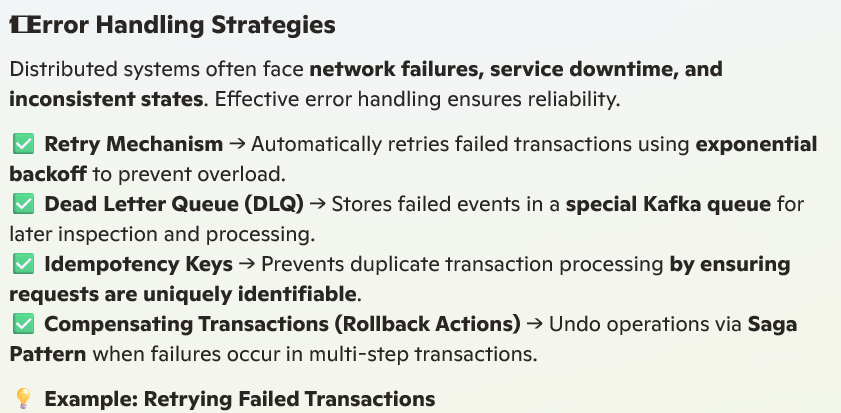 1️⃣Error Handling Strategies
Distributed systems often face network failures, service downtime, and
inconsistent states. Effective error handling ensures reliability.
✅ Retry Mechanism → Automatically retries failed transactions using exponential
backoff to prevent overload.
✅ Dead Letter Queue (DLQ) → Stores failed events in a special Kafka queue for
later inspection and processing.
✅ Idempotency Keys → Prevents duplicate transaction processing by ensuring
requests are uniquely identifiable.
✅ Compensating Transactions (Rollback Actions) → Undo operations via Saga
Pattern when failures occur in multi-step transactions.
💡 Example: Retrying Failed Transactions